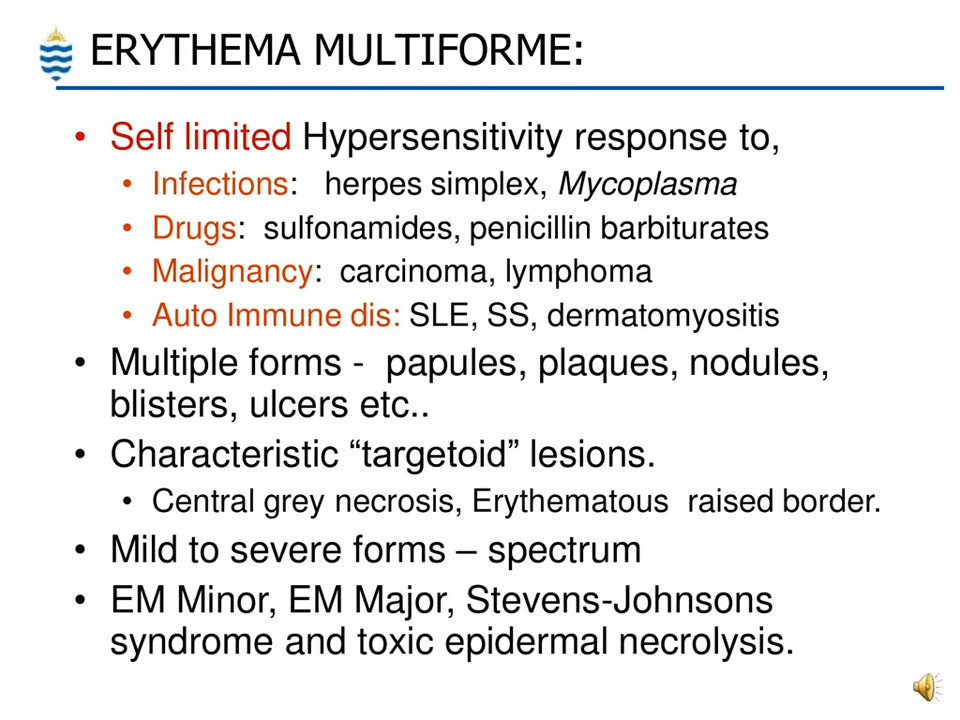 ERYTHEMA MULTIFORME:
• Self limited Hypersensitivity response to,
• Infections: herpes simplex, Mycoplasma
• Drugs: sulfonamides, penicillin barbiturates
• Malignancy: carcinoma, lymphoma
• Auto Immune dis: SLE, SS, dermatomyositis
• Multiple forms - papules, plaques, nodules,
blisters, ulcers etc..
• Characteristic “targetoid” lesions.
• Central grey necrosis, Erythematous raised border.
• Mild to severe forms – spectrum
• EM Minor, EM Major, Stevens-Johnsons
syndrome and toxic epidermal necrolysis.